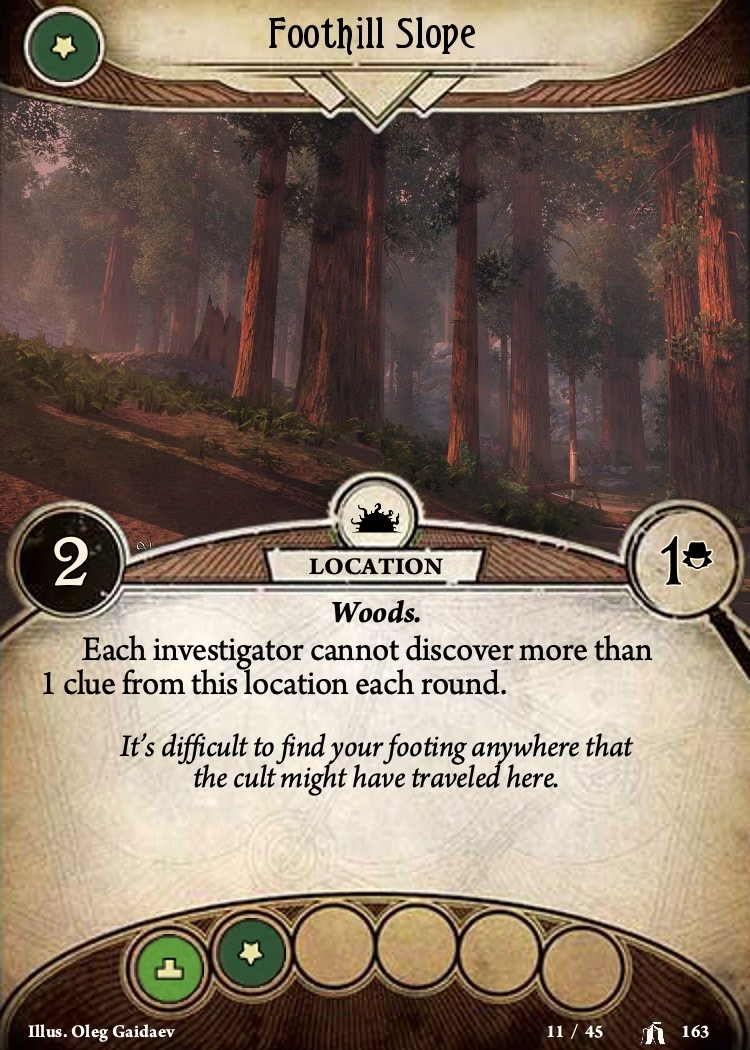 Foothill Slope
2
LOCATION
1
Woods.
Each investigator cannot discover more than
1 clue from this location each round.
It's difficult to find your footing anywhere that
the cult might have traveled here.
Illus. Oleg Gaidaev
11 / 45
163